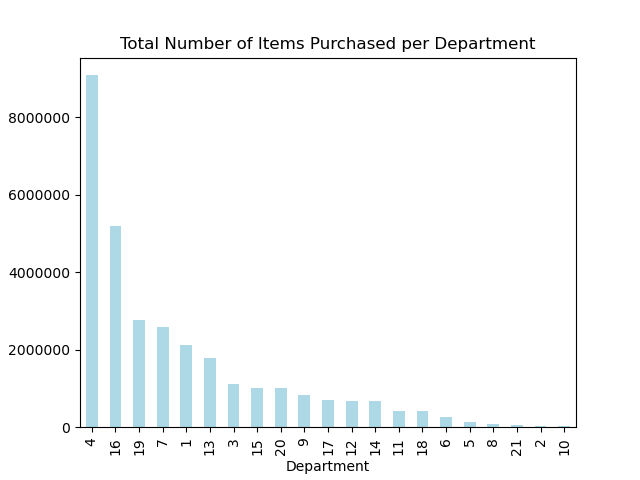 Total Number of Items Purchased per Department
8000000
6000000
4000000
2000000
0
4 16 19 7 1 13 3 15 20 9 17 12 14 11 18 6 5 8 21 2 10
Department